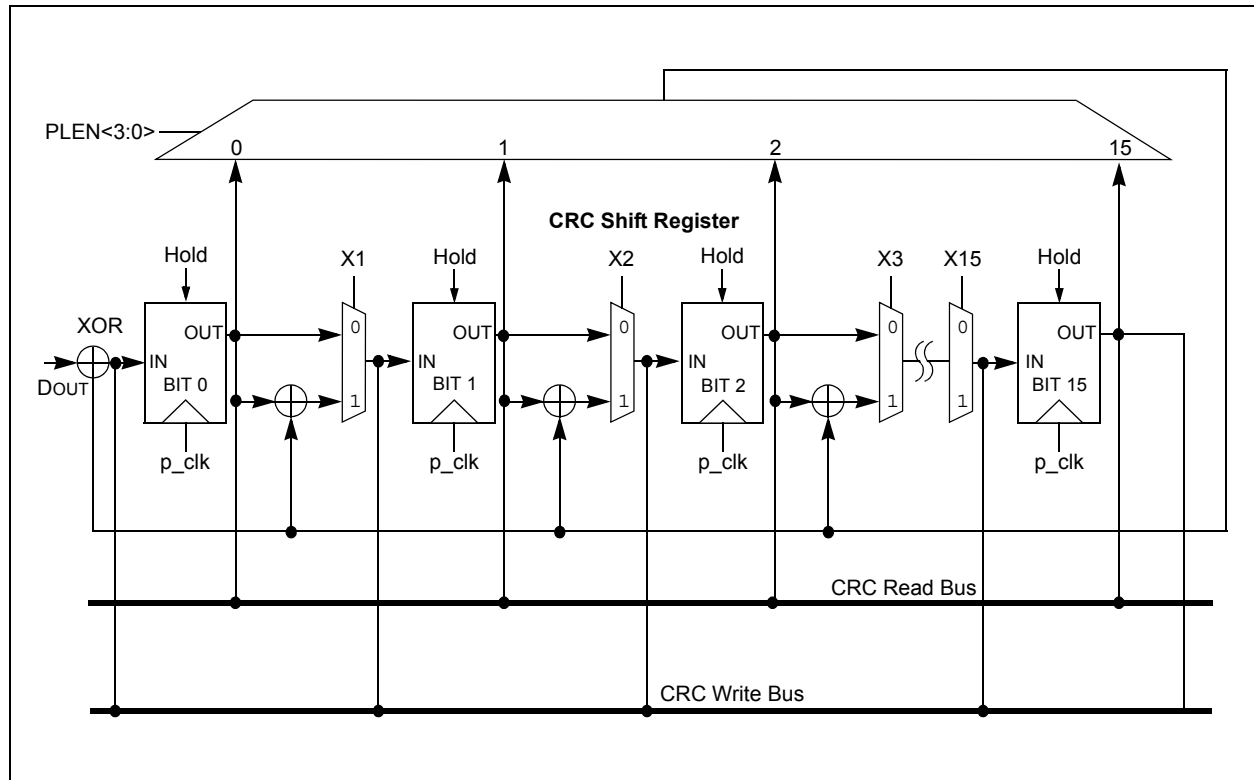 PLEN<3:0>
0 1 2 15
CRC Shift Register
Hold X1 Hold X2 Hold X3 X15 Hold
XOR
OUT 0 OUT 0 OUT 0 0 OUT
IN IN IN IN
DOUT
BIT 0 1 BIT 1 1 BIT 2 1 1 BIT 15
p_clk p_clk p_clk p_clk
CRC Read Bus
CRC Write Bus